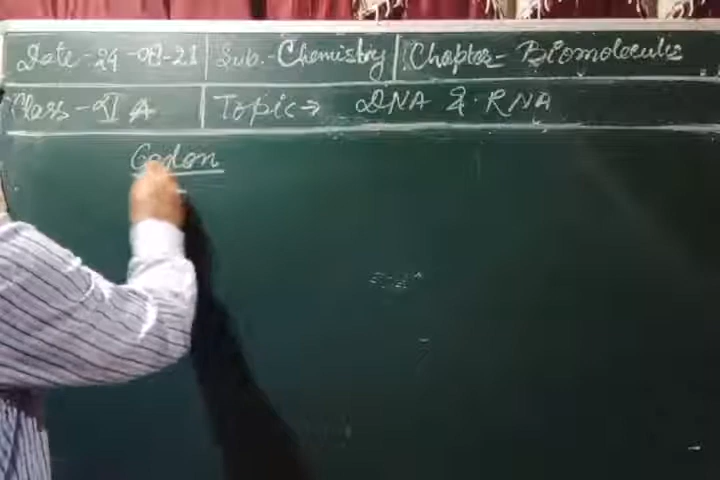 Date-24-08-21 Sub.-Chemistry Chapter- Biomolecules
Class-XI A Topic→ DNA & RNA
Codon